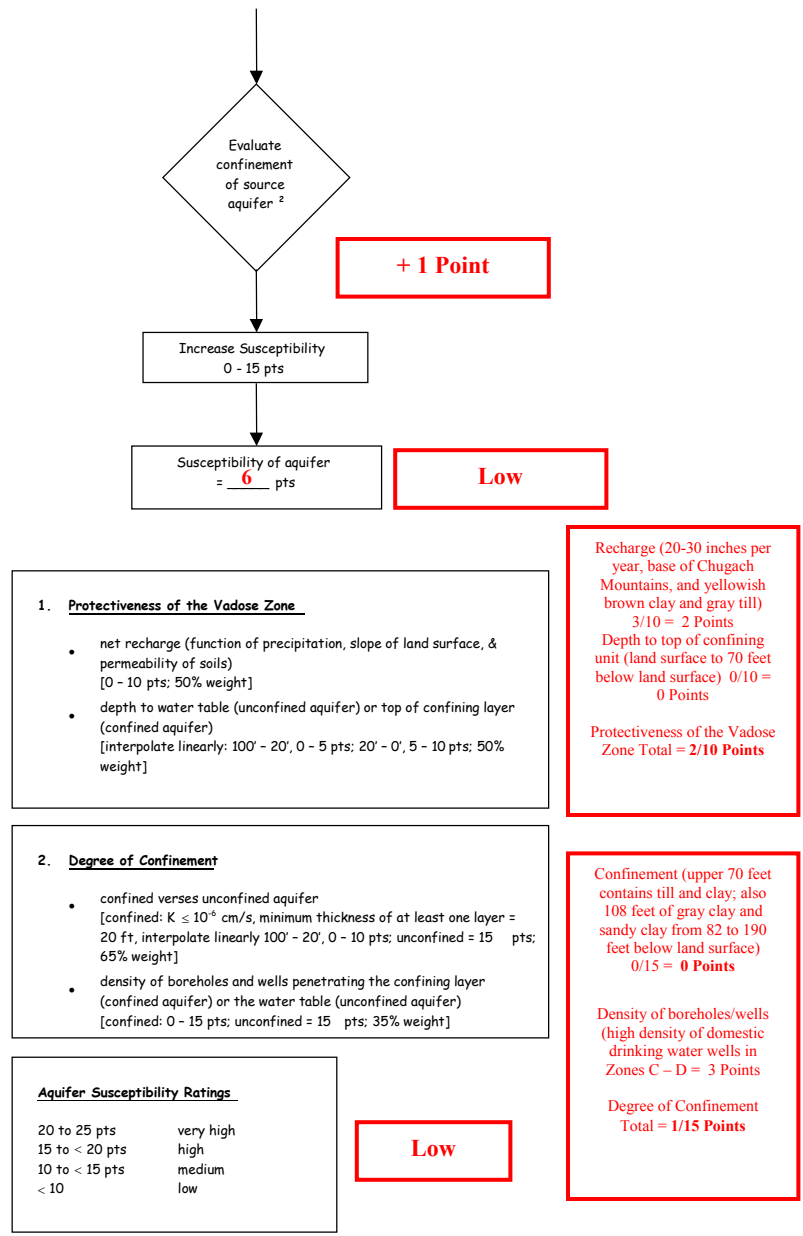 Evaluate
confinement
of source
aquifer ²
+ 1 Point
Increase Susceptibility
0 - 15 pts
Susceptibility of aquifer
= __6__ pts
Low
1. Protectiveness of the Vadose Zone
• net recharge (function of precipitation, slope of land surface, &
permeability of soils)
[0 – 10 pts; 50% weight]
• depth to water table (unconfined aquifer) or top of confining layer
(confined aquifer)
[interpolate linearly: 100’ – 20’, 0 – 5 pts; 20’ – 0’, 5 – 10 pts; 50%
weight]
Recharge (20-30 inches per
year, base of Chugach
Mountains, and yellowish
brown clay and gray till)
3/10 = 2 Points
Depth to top of confining
unit (land surface to 70 feet
below land surface) 0/10 =
0 Points
Protectiveness of the Vadose
Zone Total = 2/10 Points
2. Degree of Confinement
• confined verses unconfined aquifer
[confined: K ≤ 10⁻⁶ cm/s, minimum thickness of at least one layer =
20 ft, interpolate linearly 100’ – 20’, 0 – 10 pts; unconfined = 15 pts;
65% weight]
• density of boreholes and wells penetrating the confining layer
(confined aquifer) or the water table (unconfined aquifer)
[confined: 0 – 15 pts; unconfined = 15 pts; 35% weight]
Confinement (upper 70 feet
contains till and clay; also
108 feet of gray clay and
sandy clay from 82 to 190
feet below land surface)
0/15 = 0 Points
Density of boreholes/wells
(high density of domestic
drinking water wells in
Zones C – D = 3 Points
Degree of Confinement
Total = 1/15 Points
Aquifer Susceptibility Ratings
20 to 25 pts very high
15 to < 20 pts high
10 to < 15 pts medium
< 10 low
Low